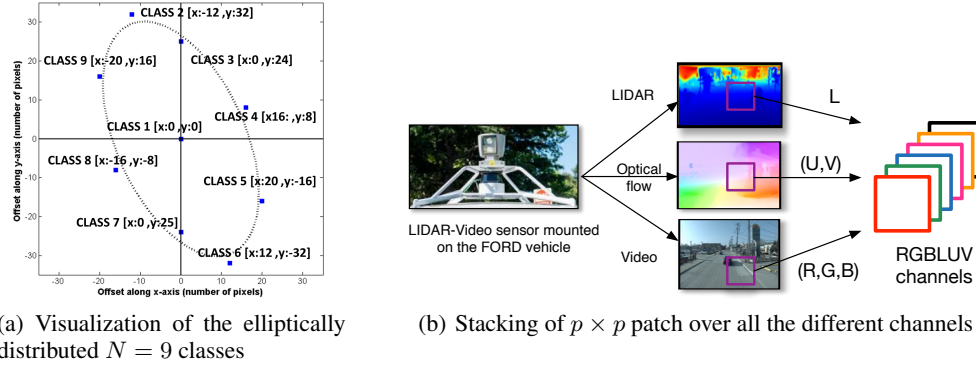 CLASS 2 [x:-12 ,y:32]
CLASS 3 [x:0 ,y:24]
CLASS 9 [x:-20 ,y:16]
CLASS 4 [x16: ,y:8]
CLASS 1 [x:0 ,y:0]
CLASS 8 [x:-16 ,y:-8]
CLASS 5 [x:20 ,y:-16]
CLASS 7 [x:0 ,y:25]
CLASS 6 [x:12 ,y:-32]
30
20
10
0
-10
-20
-30
-30 -20 -10 0 10 20 30
Offset along y-axis (number of pixels)
Offset along x-axis (number of pixels)
(a) Visualization of the elliptically
distributed N = 9 classes
LIDAR-Video sensor mounted
on the FORD vehicle
LIDAR
L
Optical
flow
(U,V)
Video
(R,G,B)
RGBLUV
channels
(b) Stacking of p × p patch over all the different channels